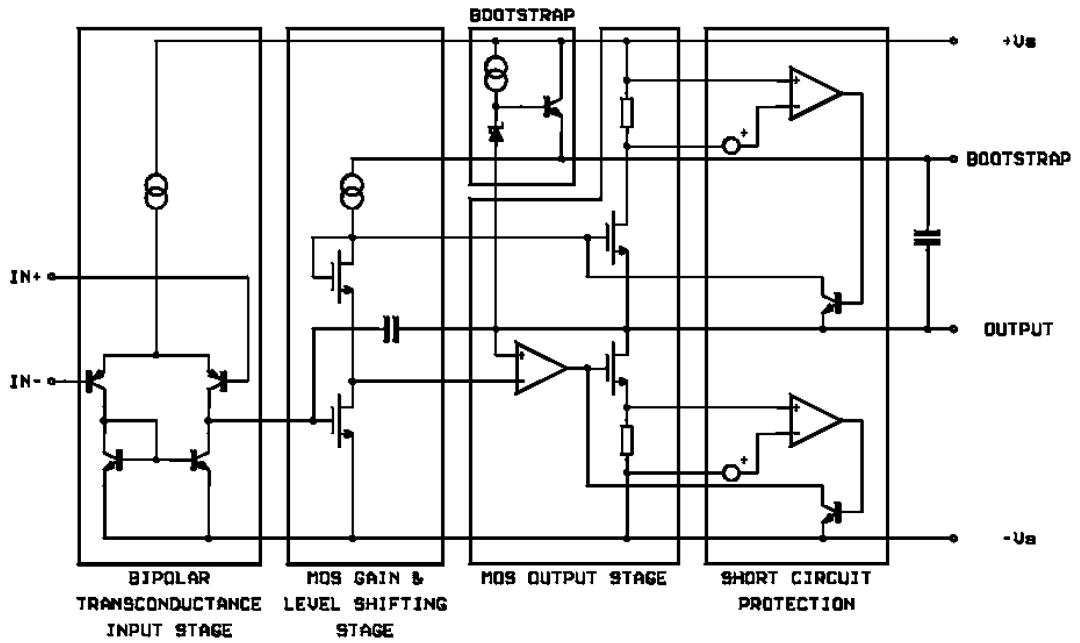 BOOTSTRAP
+Vs
+
-
+
BOOTSTRAP
IN+
OUTPUT
+
-
IN-
+
-
+
-Vs
BIPOLAR
TRANSCONDUCTANCE
INPUT STAGE
MOS GAIN &
LEVEL SHIFTING
STAGE
MOS OUTPUT STAGE
SHORT CIRCUIT
PROTECTION